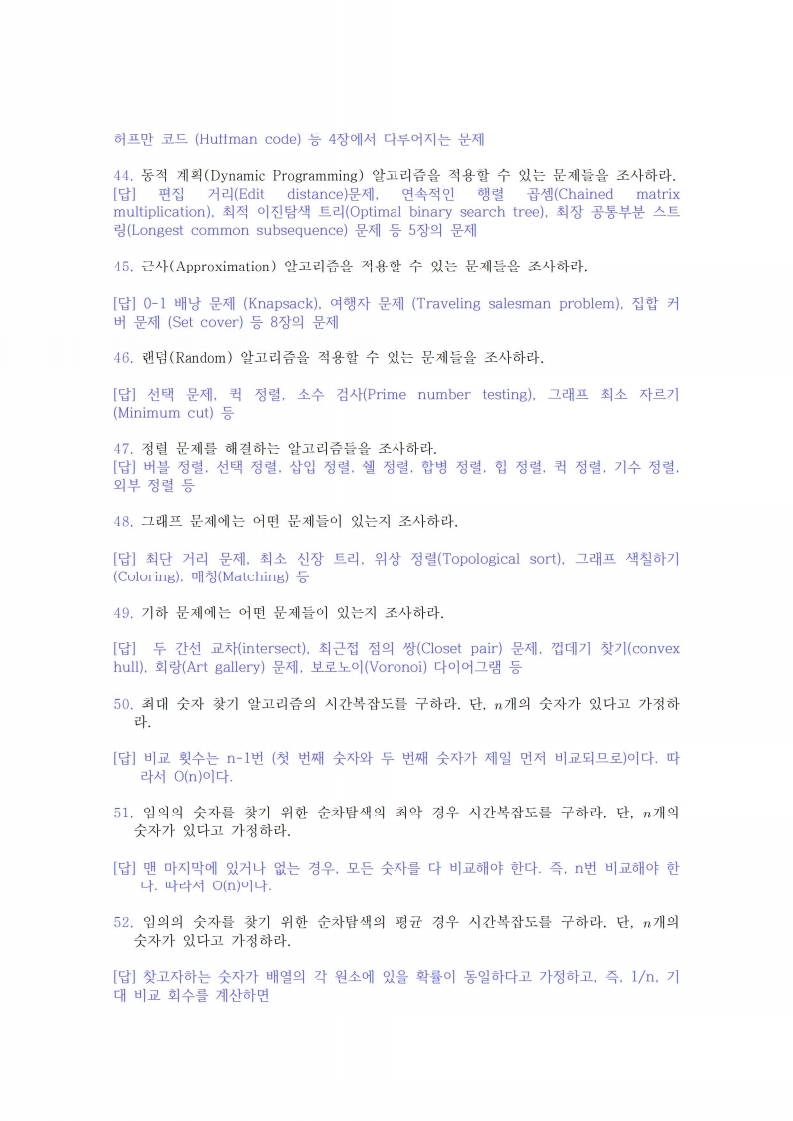 허프만 코드 (Huffman code) 등 4장에서 다루어지는 문제
44. 동적 계획(Dynamic Programming) 알고리즘을 적용할 수 있는 문제들을 조사하라.
[답] 편집 거리(Edit distance)문제, 연속적인 행렬 곱셈(Chained matrix
multiplication), 최적 이진탐색 트리(Optimal binary search tree), 최장 공통부분 스트
링(Longest common subsequence) 문제 등 5장의 문제
45. 근사(Approximation) 알고리즘을 적용할 수 있는 문제들을 조사하라.
[답] 0-1 배낭 문제 (Knapsack), 여행자 문제 (Traveling salesman problem), 집합 커
버 문제 (Set cover) 등 8장의 문제
46. 랜덤(Random) 알고리즘을 적용할 수 있는 문제들을 조사하라.
[답] 선택 문제, 퀵 정렬, 소수 검사(Prime number testing), 그래프 최소 자르기
(Minimum cut) 등
47. 정렬 문제를 해결하는 알고리즘들을 조사하라.
[답] 버블 정렬, 선택 정렬, 삽입 정렬, 쉘 정렬, 합병 정렬, 힙 정렬, 퀵 정렬, 기수 정렬,
외부 정렬 등
48. 그래프 문제에는 어떤 문제들이 있는지 조사하라.
[답] 최단 거리 문제, 최소 신장 트리, 위상 정렬(Topological sort), 그래프 색칠하기
(Coloring), 매칭(Matching) 등
49. 기하 문제에는 어떤 문제들이 있는지 조사하라.
[답] 두 간선 교차(intersect), 최근접 점의 쌍(Closet pair) 문제, 껍데기 찾기(convex
hull), 회랑(Art gallery) 문제, 보로노이(Voronoi) 다이어그램 등
50. 최대 숫자 찾기 알고리즘의 시간복잡도를 구하라. 단, n개의 숫자가 있다고 가정하
라.
[답] 비교 횟수는 n-1번 (첫 번째 숫자와 두 번째 숫자가 제일 먼저 비교되므로)이다. 따
라서 O(n)이다.
51. 임의의 숫자를 찾기 위한 순차탐색의 최악 경우 시간복잡도를 구하라. 단, n개의
숫자가 있다고 가정하라.
[답] 맨 마지막에 있거나 없는 경우, 모든 숫자를 다 비교해야 한다. 즉, n번 비교해야 한
다. 따라서 O(n)이다.
52. 임의의 숫자를 찾기 위한 순차탐색의 평균 경우 시간복잡도를 구하라. 단, n개의
숫자가 있다고 가정하라.
[답] 찾고자하는 숫자가 배열의 각 원소에 있을 확률이 동일하다고 가정하고, 즉, 1/n, 기
대 비교 회수를 계산하면